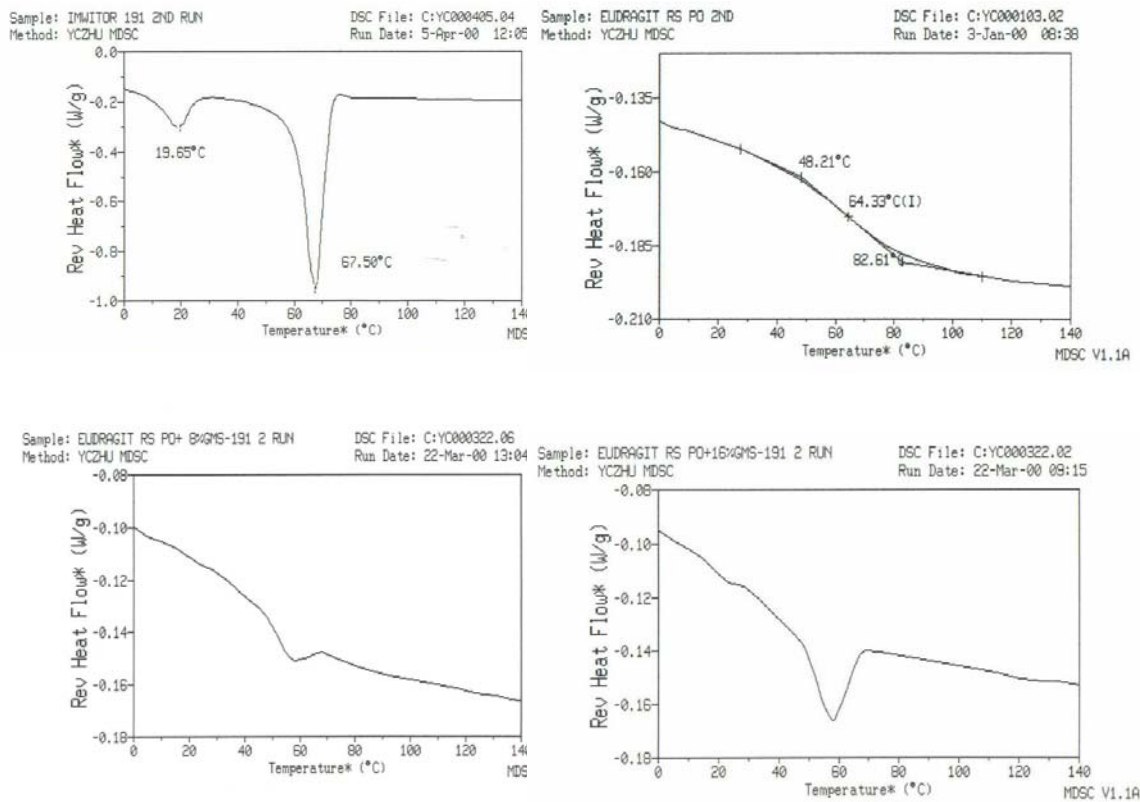 Sample: IMWITOR 191 2ND RUN
DSC File: C:YC000405.04
Method: YCZHU MDSC
Run Date: 5-Apr-00 12:05
0.0
-0.2
-0.4
-0.6
-0.8
-1.0
Rev Heat Flow* (W/g)
19.65°C
67.50°C
0 20 40 60 80 100 120 140
Temperature* (°C)
MDS
Sample: EUDRAGIT RS PO 2ND
DSC File: C:YC000103.02
Method: YCZHU MDSC
Run Date: 3-Jan-00 08:38
-0.135
-0.160
-0.185
-0.210
Rev Heat Flow* (W/g)
48.21°C
64.33°C(I)
82.61°C
0 20 40 60 80 100 120 140
Temperature* (°C)
MDSC V1.1A
Sample: EUDRAGIT RS PO+ 8%GMS-191 2 RUN
DSC File: C:YC000322.06
Method: YCZHU MDSC
Run Date: 22-Mar-00 13:04
-0.08
-0.10
-0.12
-0.14
-0.16
-0.18
Rev Heat Flow* (W/g)
0 20 40 60 80 100 120 140
Temperature* (°C)
MDS
Sample: EUDRAGIT RS PO+16%GMS-191 2 RUN
DSC File: C:YC000322.02
Method: YCZHU MDSC
Run Date: 22-Mar-00 09:15
-0.08
-0.10
-0.12
-0.14
-0.16
-0.18
Rev Heat Flow* (W/g)
0 20 40 60 80 100 120 140
Temperature* (°C)
MDSC V1.1A